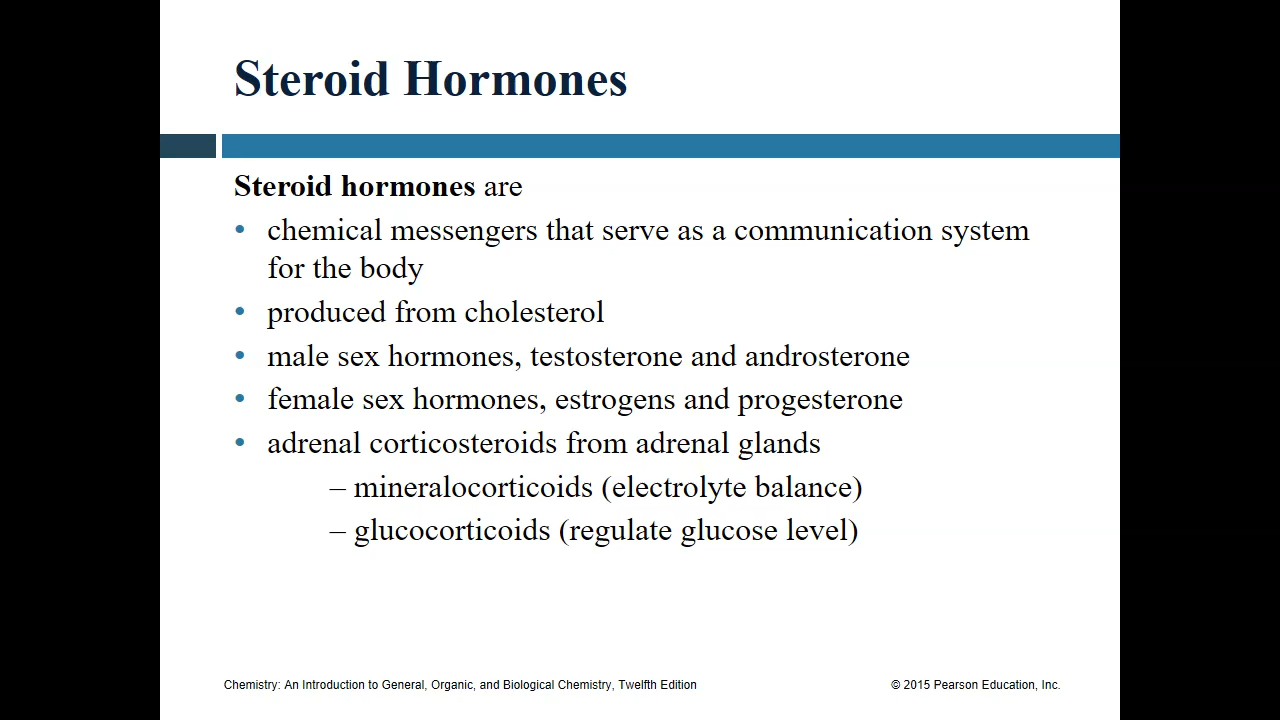 Steroid Hormones
Steroid hormones are
• chemical messengers that serve as a communication system
for the body
• produced from cholesterol
• male sex hormones, testosterone and androsterone
• female sex hormones, estrogens and progesterone
• adrenal corticosteroids from adrenal glands
– mineralocorticoids (electrolyte balance)
– glucocorticoids (regulate glucose level)
Chemistry: An Introduction to General, Organic, and Biological Chemistry, Twelfth Edition
© 2015 Pearson Education, Inc.